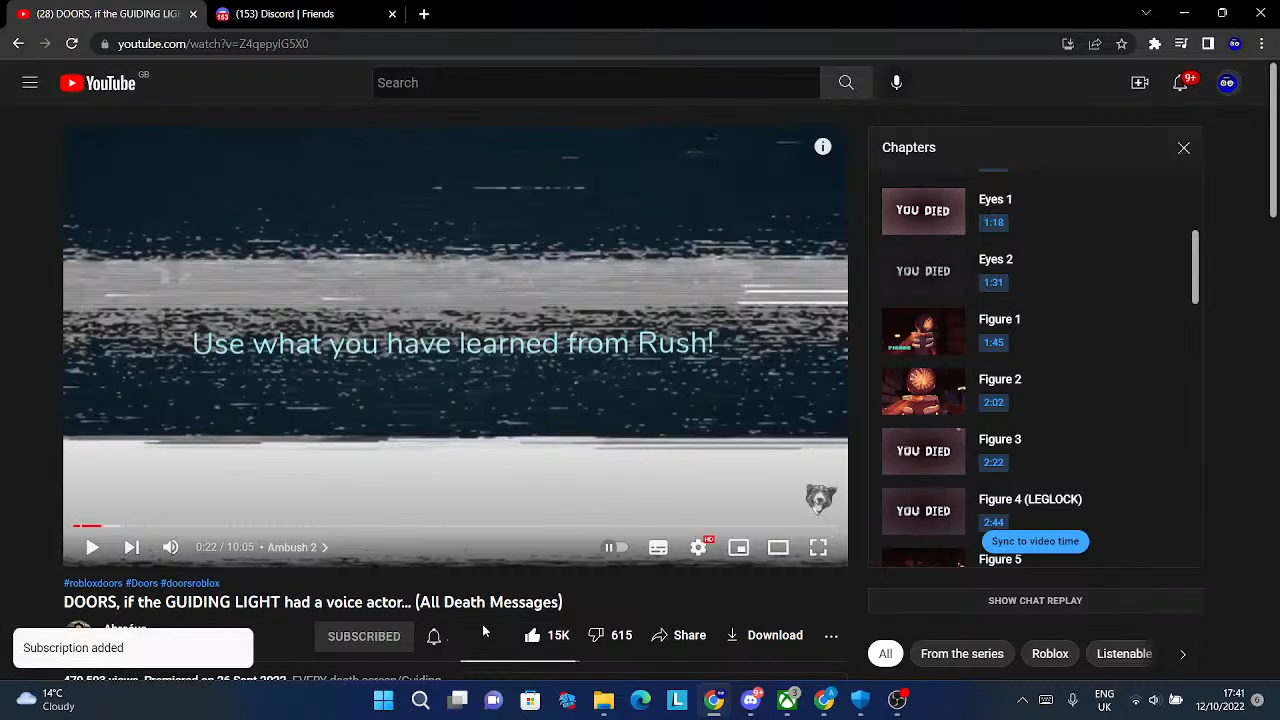 (28) DOORS, if the GUIDING LIGH
(153) Discord | Friends
youtube.com/watch?v=Z4qepylG5X0
YouTube GB
Search
9+
Use what you have learned from Rush!
0:22 / 10:05 • Ambush 2
HD
#robloxdoors #Doors #doorsroblox
DOORS, if the GUIDING LIGHT had a voice actor... (All Death Messages)
SUBSCRIBED
15K
615
Share
Download
Subscription added
Chapters
YOU DIED
Eyes 1
1:18
YOU DIED
Eyes 2
1:31
Figure 1
1:45
Figure 2
2:02
YOU DIED
Figure 3
2:22
YOU DIED
Figure 4 (LEGLOCK)
2:44
Sync to video time
Figure 5
SHOW CHAT REPLAY
All
From the series
Roblox
Listenable
14°C
Cloudy
9+
3
ENG
UK
17:41
12/10/2022
6